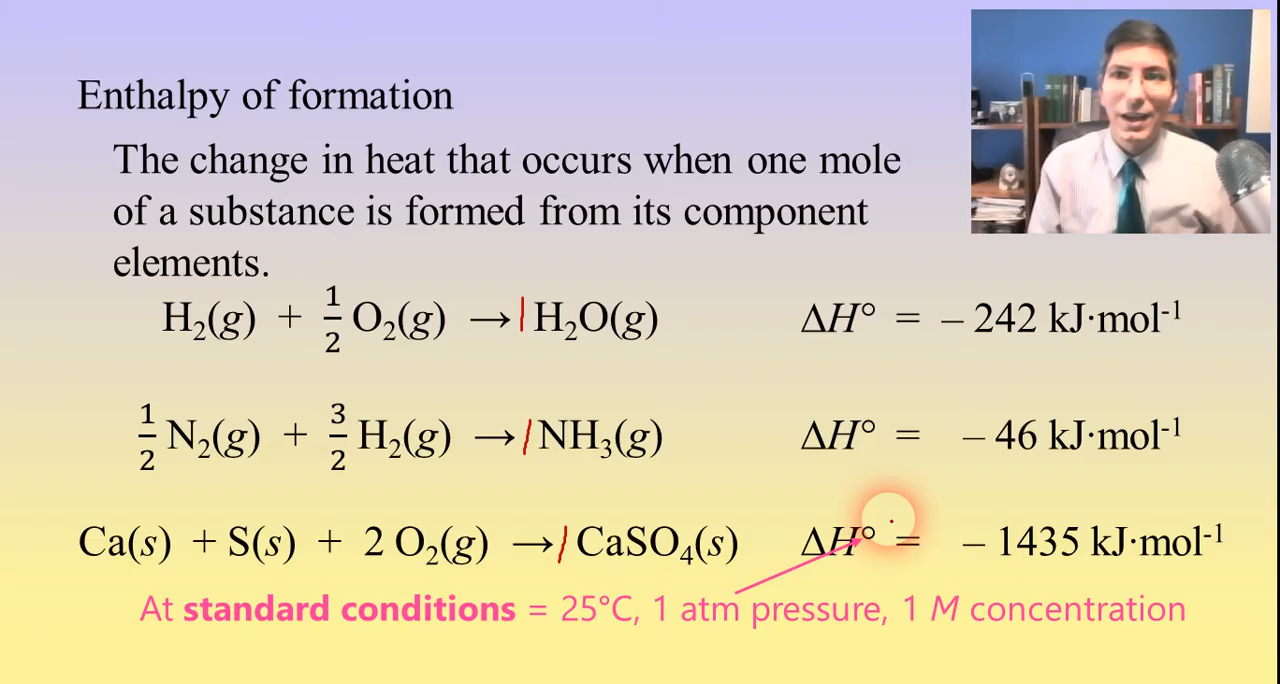 Enthalpy of formation
The change in heat that occurs when one mole
of a substance is formed from its component
elements.
H₂(g) + 1/2 O₂(g) → 1 H₂O(g) ΔH° = – 242 kJ·mol⁻¹
1/2 N₂(g) + 3/2 H₂(g) → 1 NH₃(g) ΔH° = – 46 kJ·mol⁻¹
Ca(s) + S(s) + 2 O₂(g) → 1 CaSO₄(s) ΔH° = – 1435 kJ·mol⁻¹
At standard conditions = 25°C, 1 atm pressure, 1 M concentration